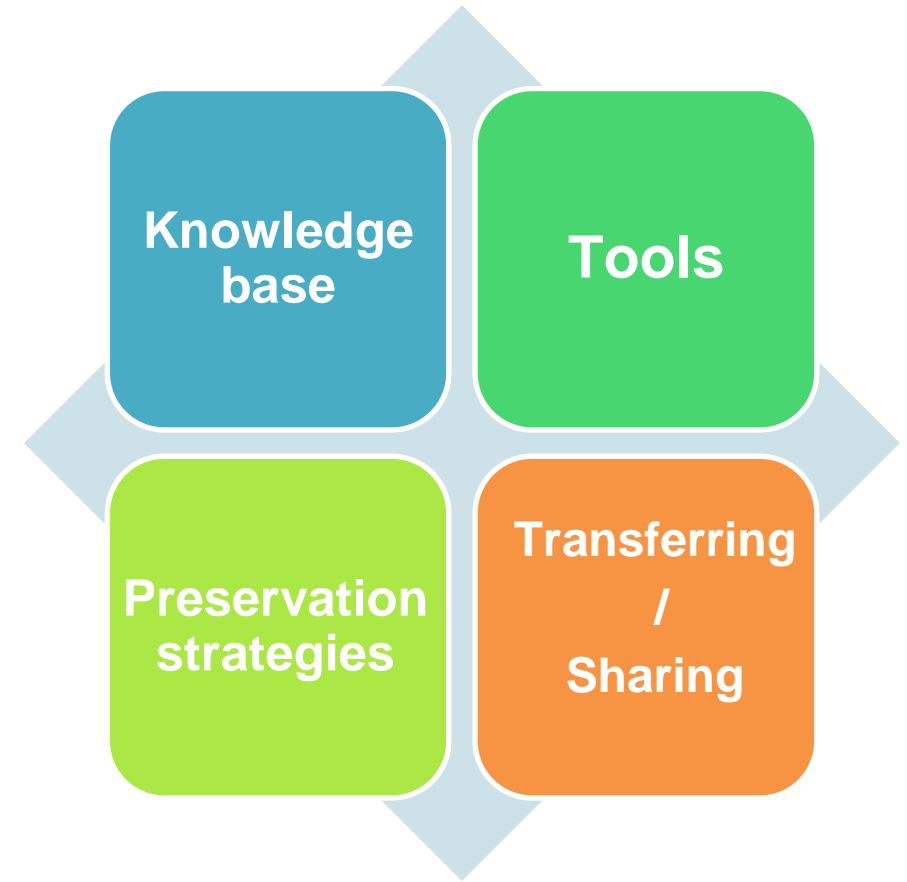 Knowledge
base
Tools
Preservation
strategies
Transferring
/
Sharing